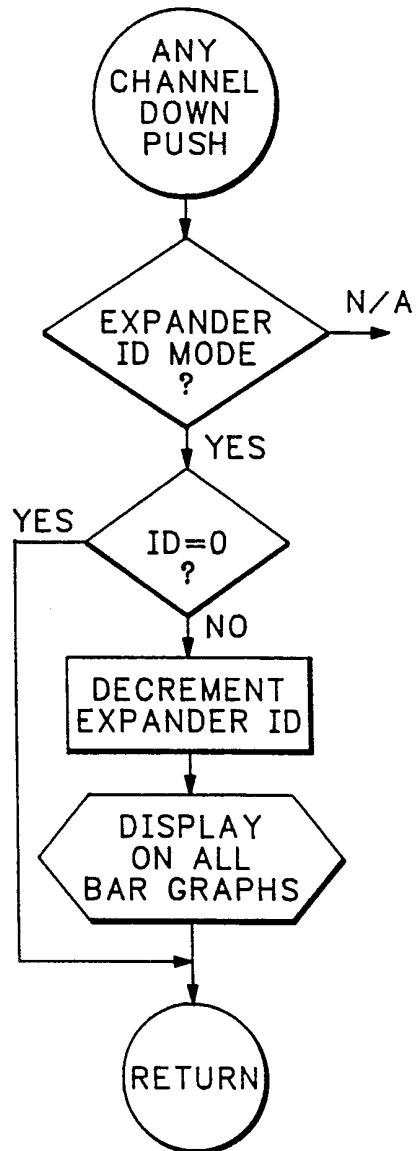 ANY
CHANNEL
DOWN
PUSH
EXPANDER
ID MODE
?
N/A
YES
YES
ID=0
?
NO
DECREMENT
EXPANDER ID
DISPLAY
ON ALL
BAR GRAPHS
RETURN